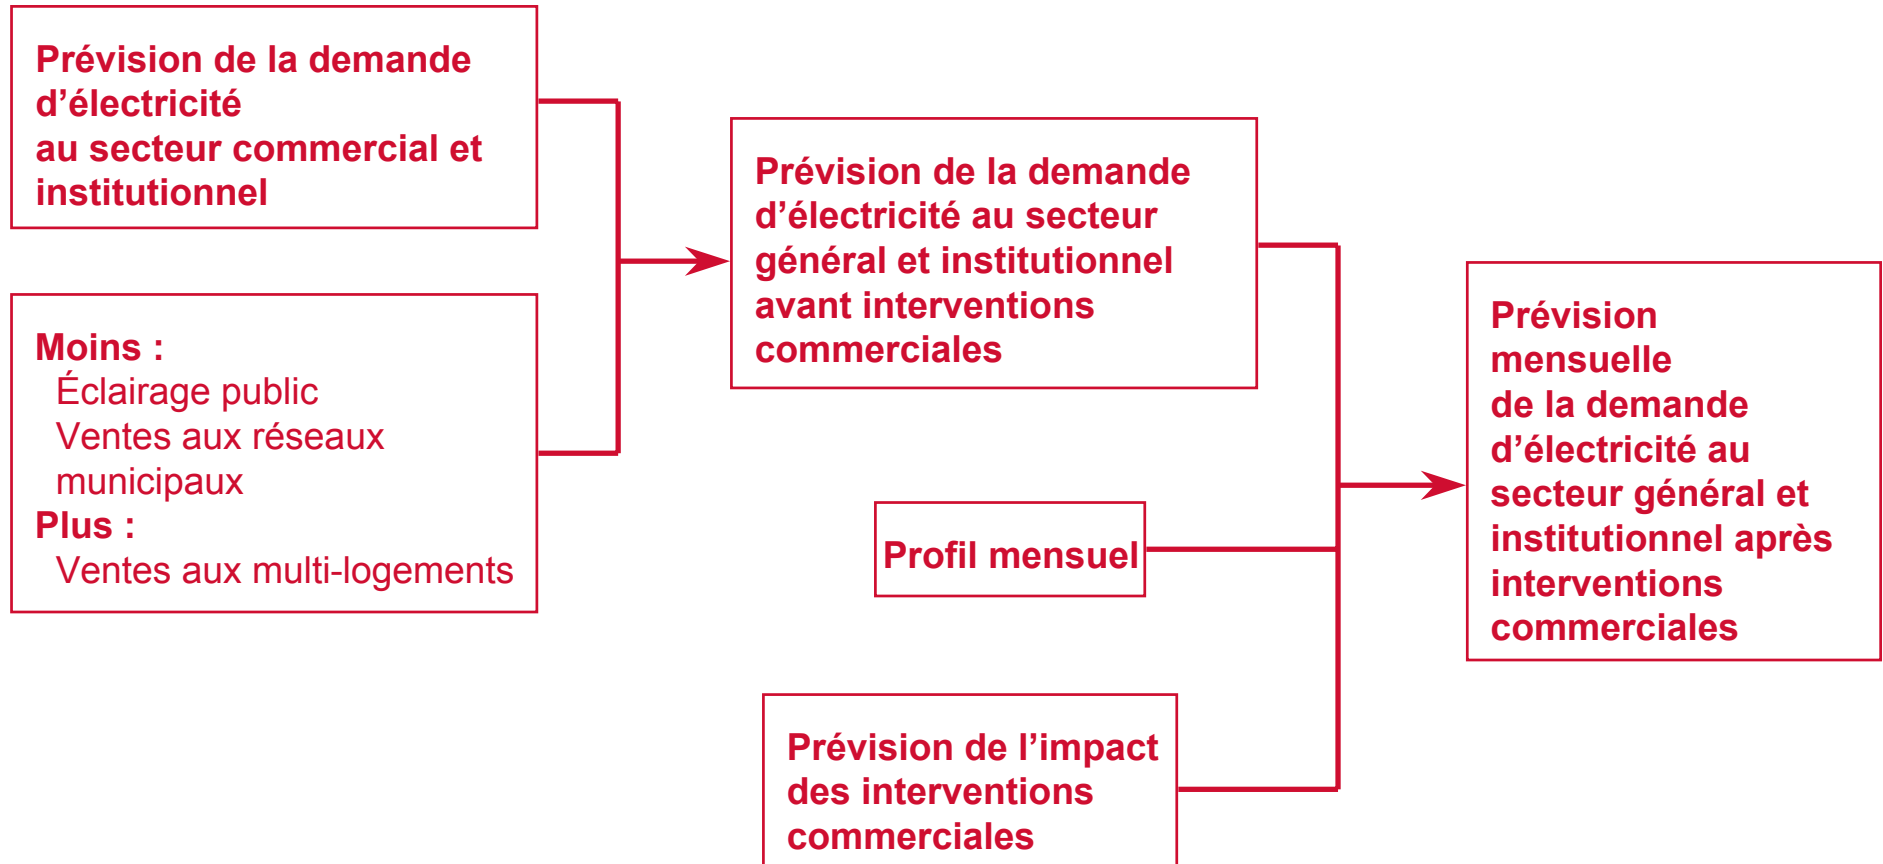 Prévision de la demande
d’électricité
au secteur commercial et
institutionnel
Moins :
Éclairage public
Ventes aux réseaux
municipaux
Plus :
Ventes aux multi-logements
Prévision de la demande
d’électricité au secteur
général et institutionnel
avant interventions
commerciales
Profil mensuel
Prévision de l’impact
des interventions
commerciales
Prévision
mensuelle
de la demande
d’électricité au
secteur général et
institutionnel après
interventions
commerciales